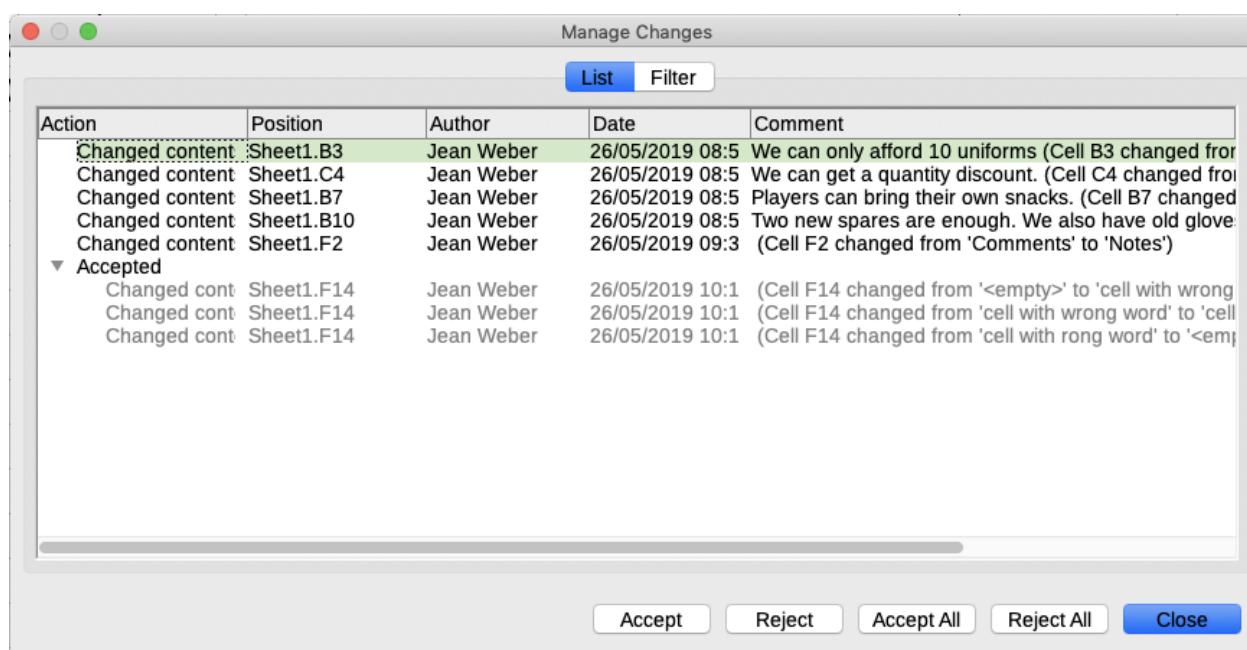 Manage Changes
List Filter
Action Position Author Date Comment
Changed content Sheet1.B3 Jean Weber 26/05/2019 08:5 We can only afford 10 uniforms (Cell B3 changed fror
Changed content Sheet1.C4 Jean Weber 26/05/2019 08:5 We can get a quantity discount. (Cell C4 changed fro
Changed content Sheet1.B7 Jean Weber 26/05/2019 08:5 Players can bring their own snacks. (Cell B7 changed
Changed content Sheet1.B10 Jean Weber 26/05/2019 08:5 Two new spares are enough. We also have old glove
Changed content Sheet1.F2 Jean Weber 26/05/2019 09:3 (Cell F2 changed from 'Comments' to 'Notes')
Accepted
Changed cont Sheet1.F14 Jean Weber 26/05/2019 10:1 (Cell F14 changed from '<empty>' to 'cell with wrong
Changed cont Sheet1.F14 Jean Weber 26/05/2019 10:1 (Cell F14 changed from 'cell with wrong word' to 'cell
Changed cont Sheet1.F14 Jean Weber 26/05/2019 10:1 (Cell F14 changed from 'cell with rong word' to '<emp
Accept Reject Accept All Reject All Close